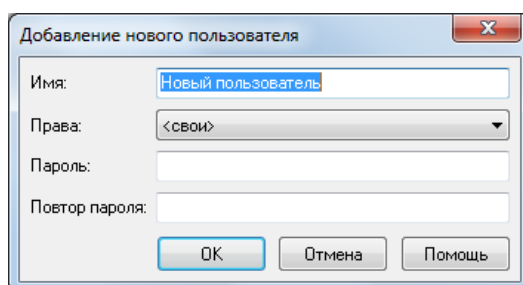 Добавление нового пользователя
Имя: Новый пользователь
Права: <свои>
Пароль:
Повтор пароля:
OK Отмена Помощь